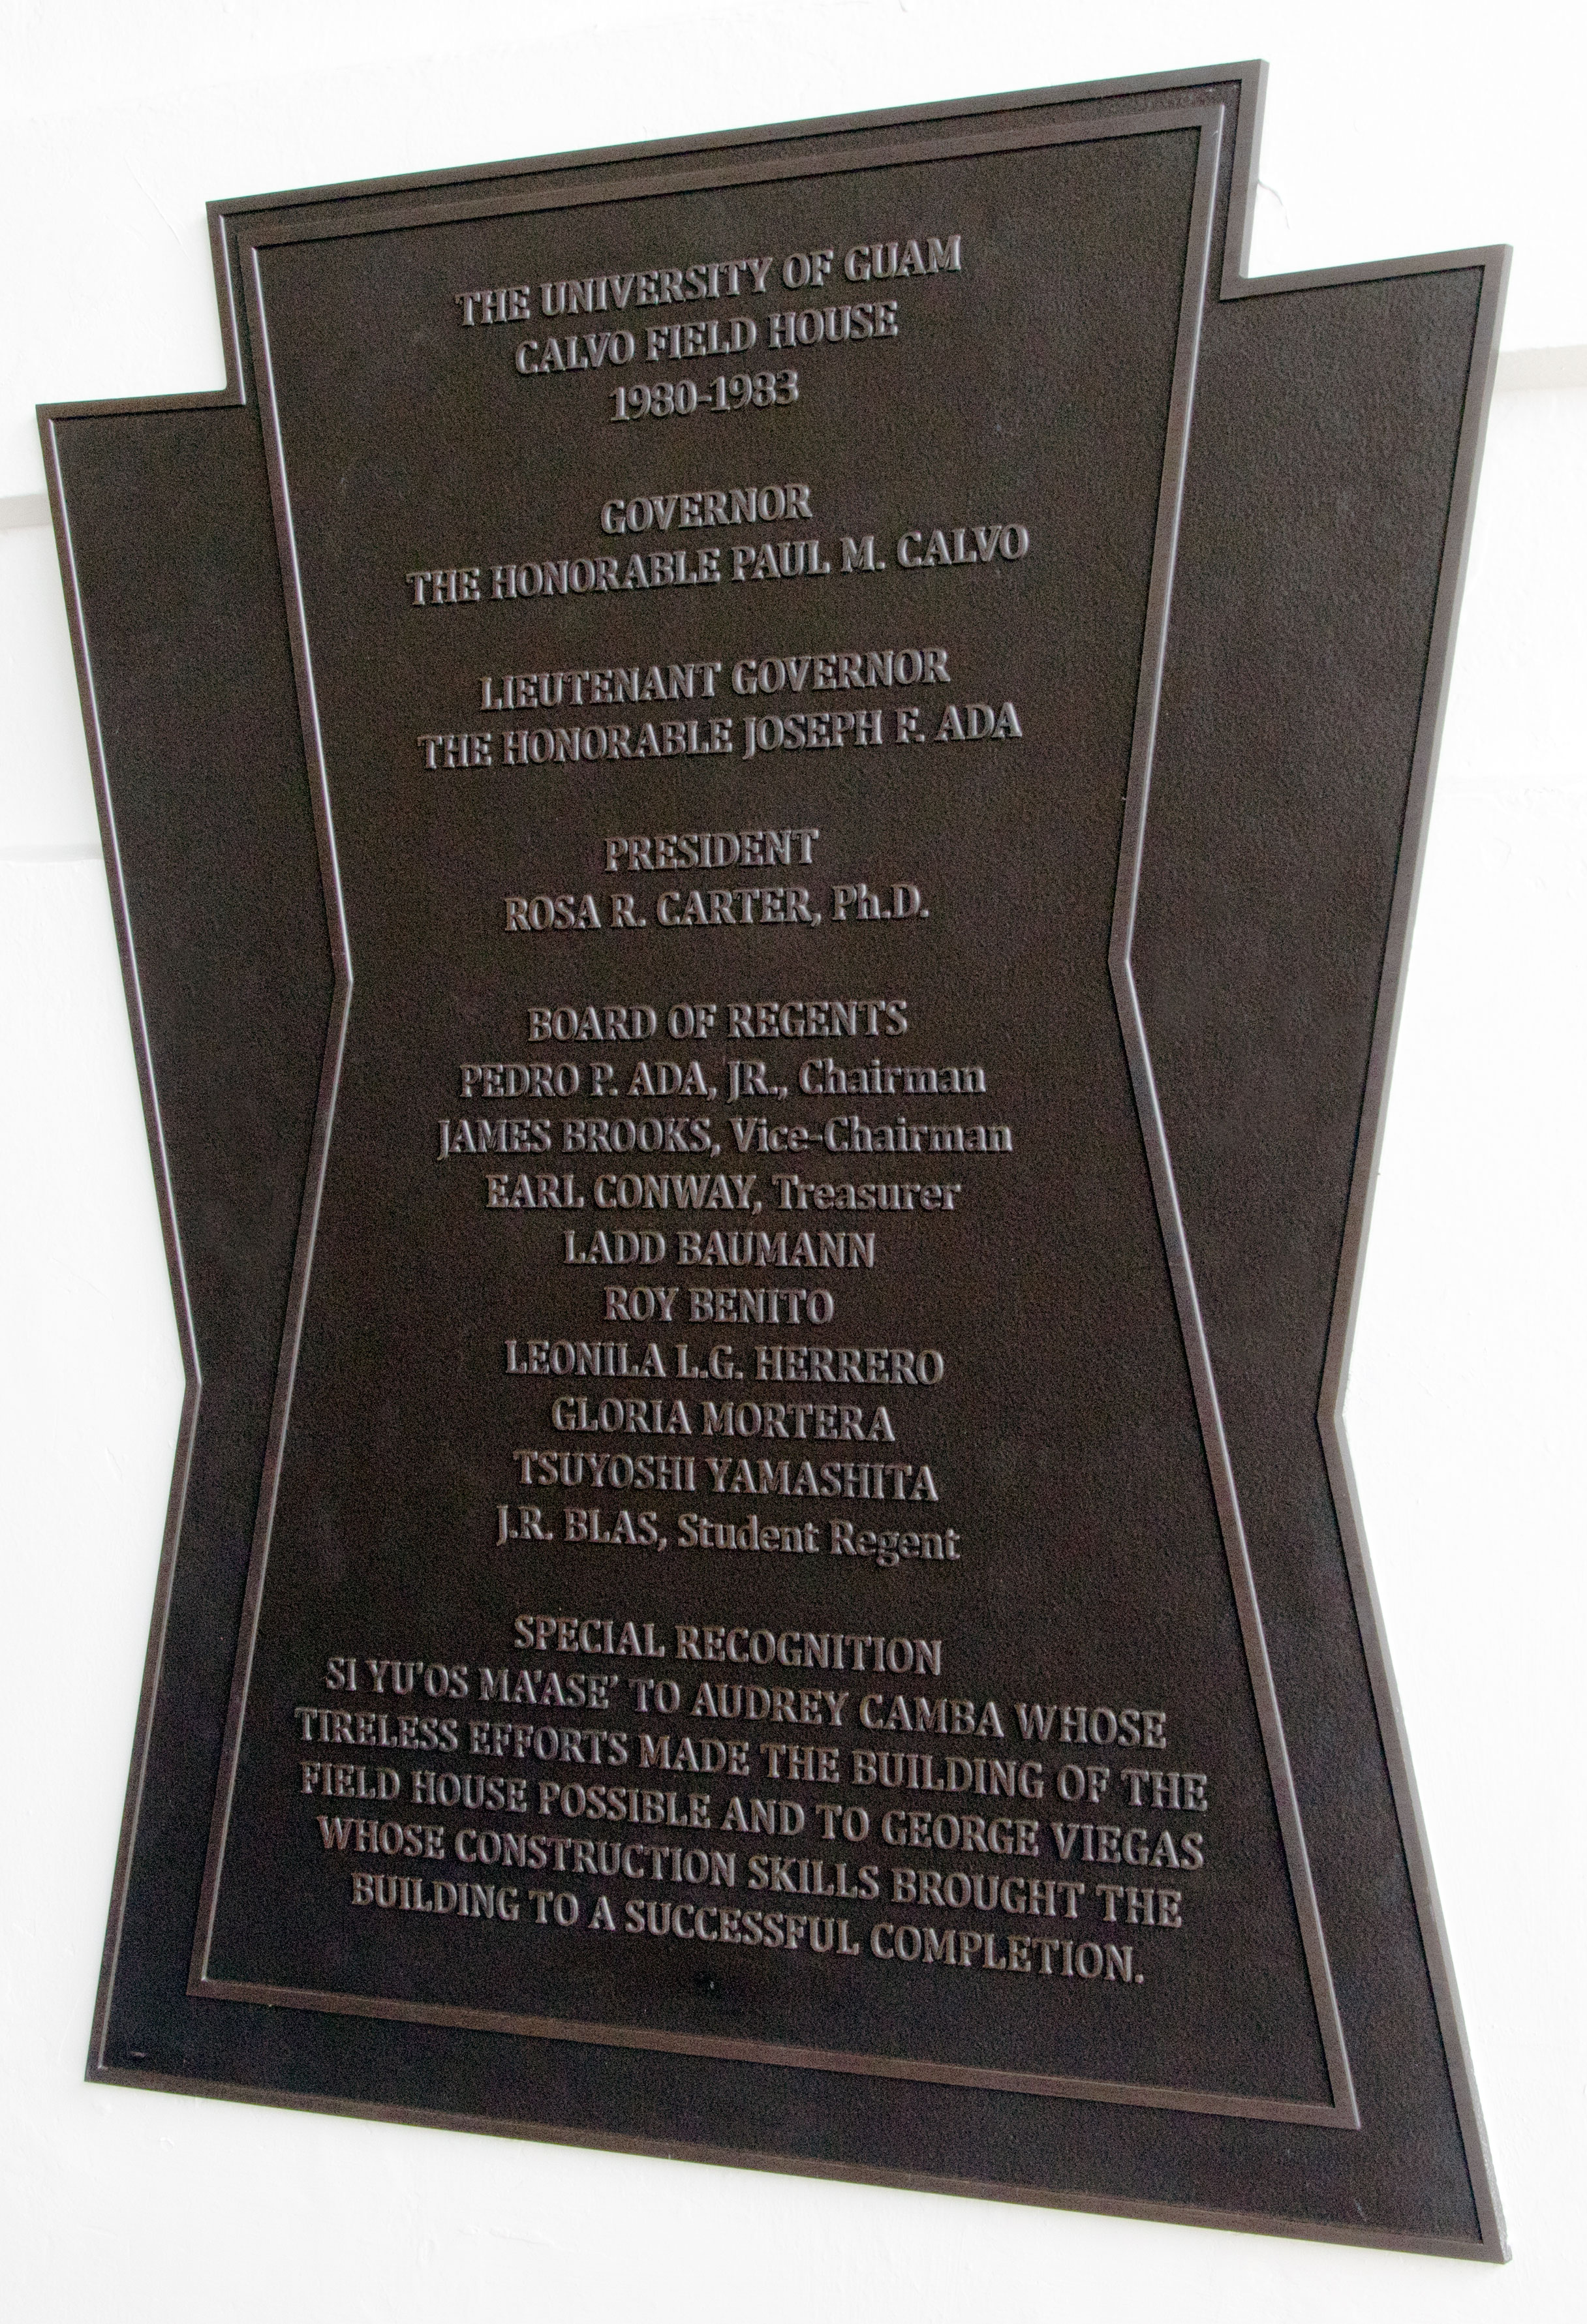 THE UNIVERSITY OF GUAM
CALVO FIELD HOUSE
1980-1983
GOVERNOR
THE HONORABLE PAUL M. CALVO
LIEUTENANT GOVERNOR
THE HONORABLE JOSEPH F. ADA
PRESIDENT
ROSA R. CARTER, Ph.D.
BOARD OF REGENTS
PEDRO P. ADA, JR., Chairman
JAMES BROOKS, Vice-Chairman
EARL CONWAY, Treasurer
LADD BAUMANN
ROY BENITO
LEONILA L.G. HERRERO
GLORIA MORTERA
TSUYOSHI YAMASHITA
J.R. BLAS, Student Regent
SPECIAL RECOGNITION
SI YU'OS MA'ASE' TO AUDREY CAMBA WHOSE
TIRELESS EFFORTS MADE THE BUILDING OF THE
FIELD HOUSE POSSIBLE AND TO GEORGE VIEGAS
WHOSE CONSTRUCTION SKILLS BROUGHT THE
BUILDING TO A SUCCESSFUL COMPLETION.